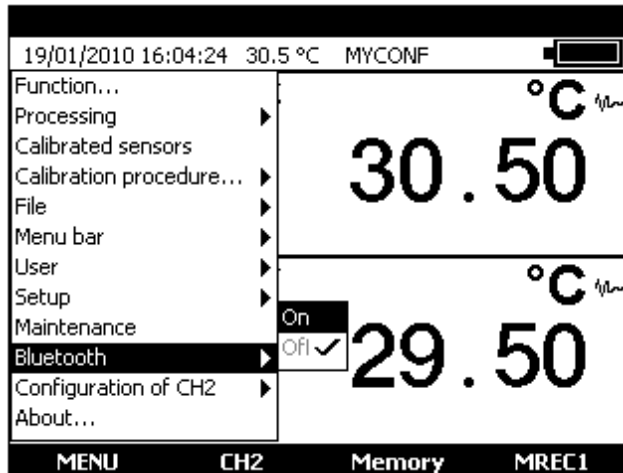 19/01/2010 16:04:24 30.5 °C MYCONF
Function...
Processing
Calibrated sensors
Calibration procedure...
File
Menu bar
User
Setup
Maintenance
Bluetooth
Configuration of CH2
About...
On
Off
°C
30.50
°C
29.50
MENU CH2 Memory MREC1